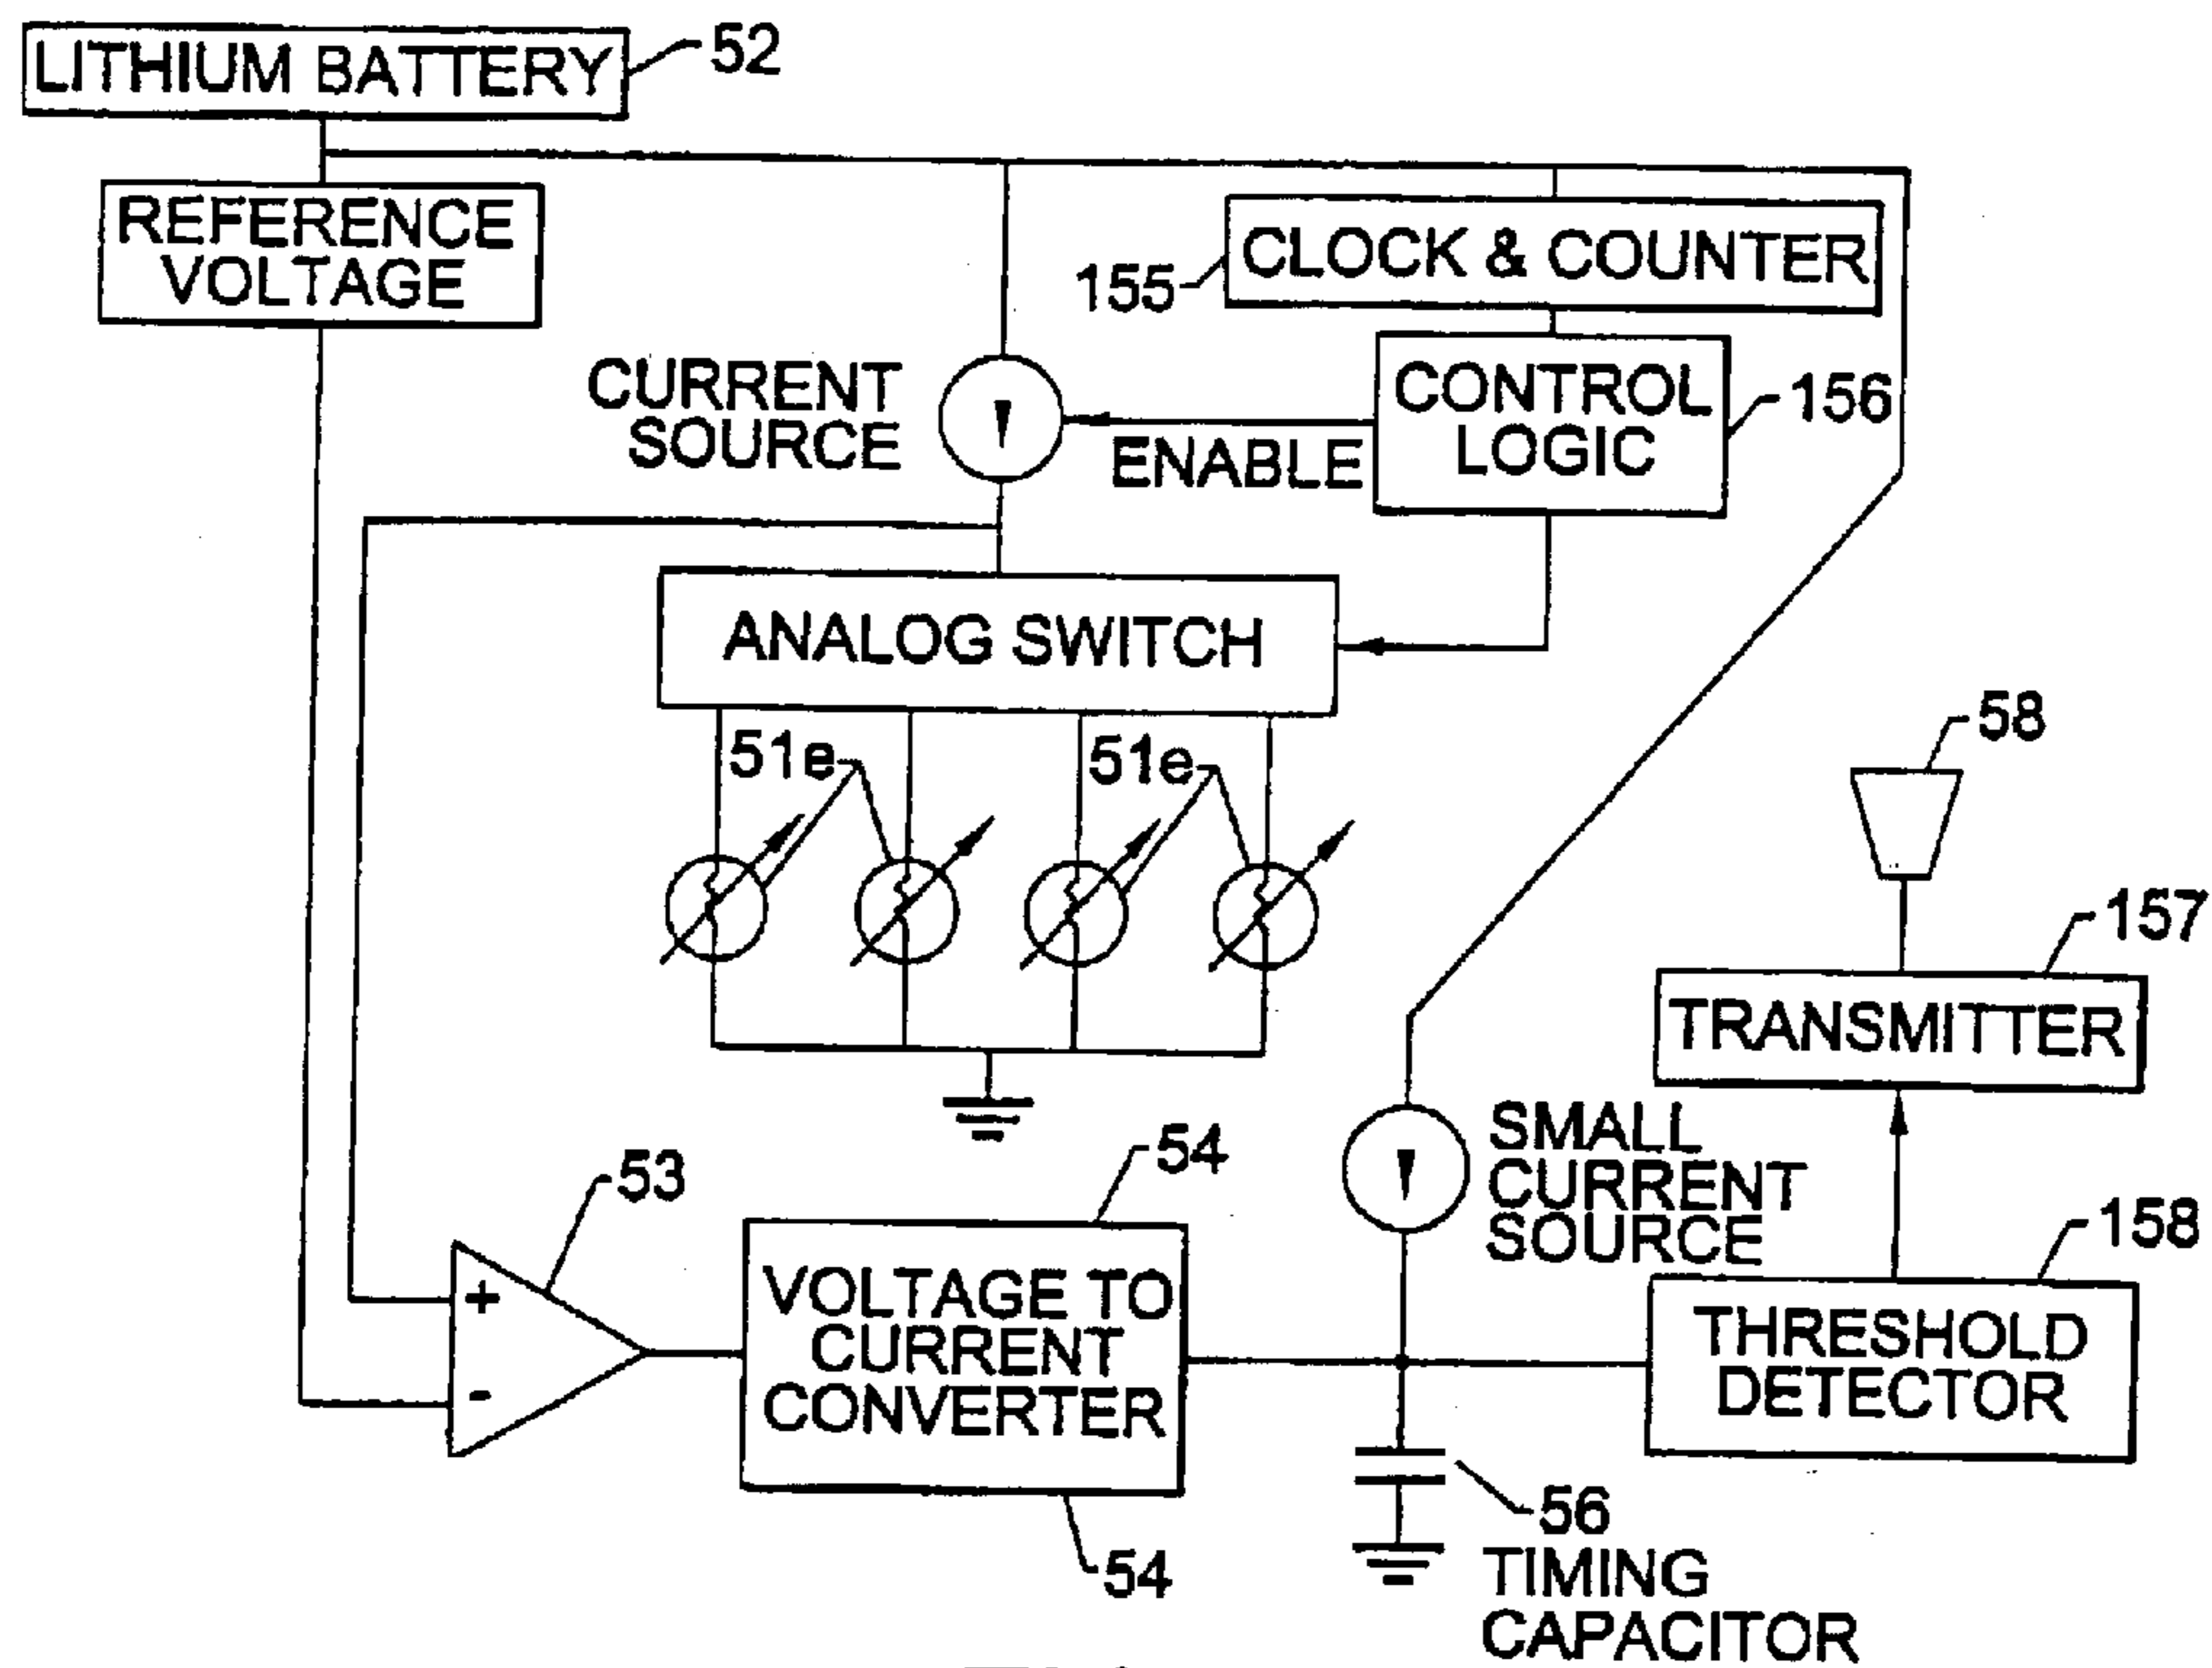 LITHIUM BATTERY
52
REFERENCE
VOLTAGE
CLOCK & COUNTER
155
CURRENT
SOURCE
ENABLE
CONTROL
LOGIC
156
ANALOG SWITCH
51e
51e
58
157
TRANSMITTER
SMALL
CURRENT
SOURCE
53
+
-
54
VOLTAGE TO
CURRENT
CONVERTER
54
158
THRESHOLD
DETECTOR
56
TIMING
CAPACITOR